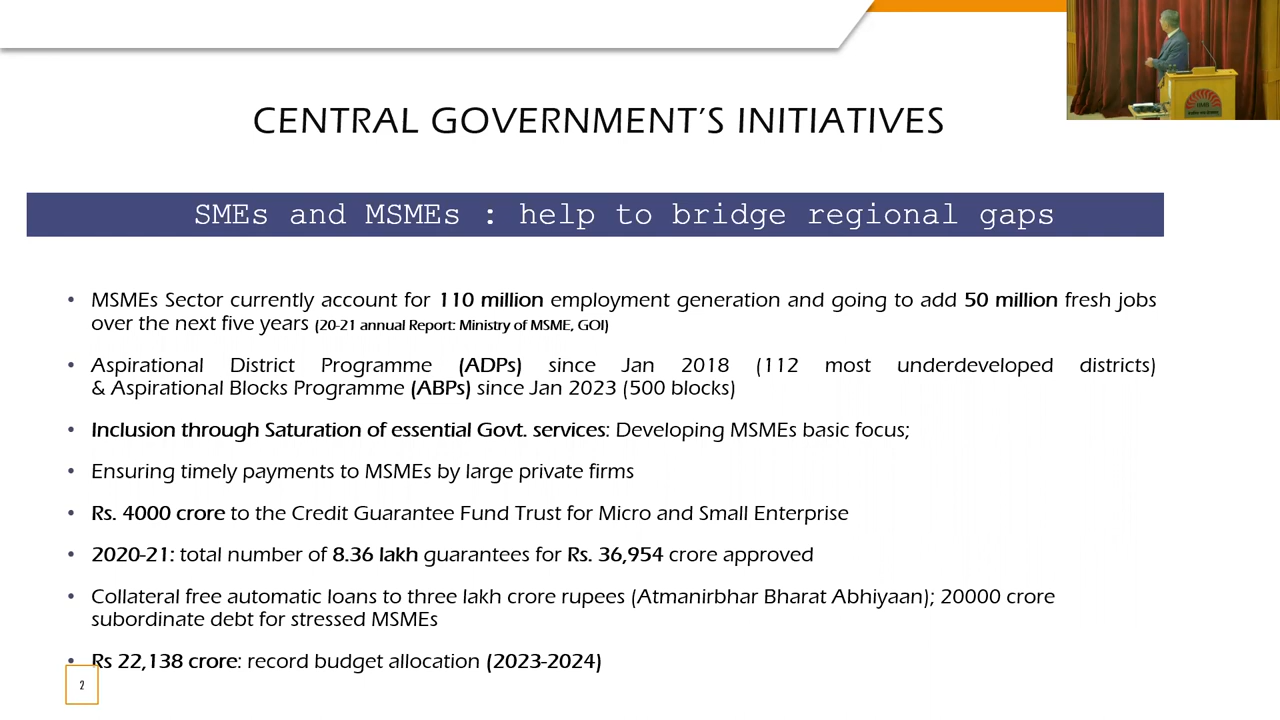 CENTRAL GOVERNMENT'S INITIATIVES
SMEs and MSMEs : help to bridge regional gaps
• MSMEs Sector currently account for 110 million employment generation and going to add 50 million fresh jobs
over the next five years (20-21 annual Report: Ministry of MSME, GOI)
• Aspirational District Programme (ADPs) since Jan 2018 (112 most underdeveloped districts)
& Aspirational Blocks Programme (ABPs) since Jan 2023 (500 blocks)
• Inclusion through Saturation of essential Govt. services: Developing MSMEs basic focus;
• Ensuring timely payments to MSMEs by large private firms
• Rs. 4000 crore to the Credit Guarantee Fund Trust for Micro and Small Enterprise
• 2020-21: total number of 8.36 lakh guarantees for Rs. 36,954 crore approved
• Collateral free automatic loans to three lakh crore rupees (Atmanirbhar Bharat Abhiyaan); 20000 crore
subordinate debt for stressed MSMEs
• Rs 22,138 crore: record budget allocation (2023-2024)
2